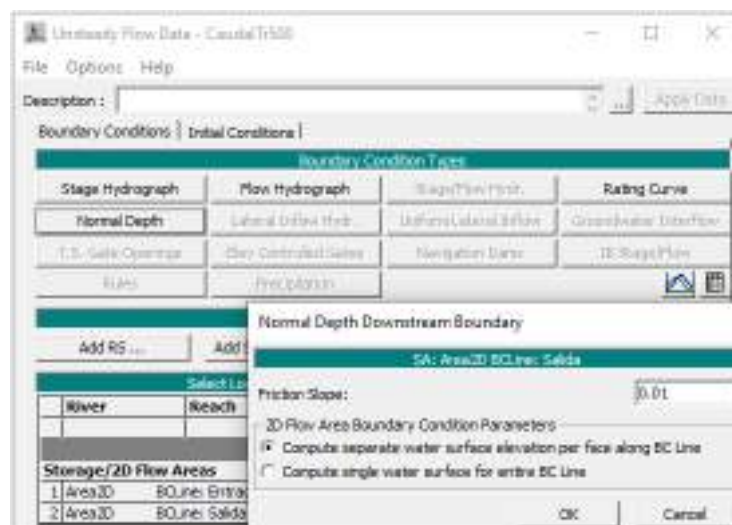 Unsteady Flow Data - CaudalTr500
File Options Help
Description : ... Apply Data
Boundary Conditions Initial Conditions
Boundary Condition Types
Stage Hydrograph Flow Hydrograph Stage/Flow Hydr. Rating Curve
Normal Depth Lateral Inflow Hydr. Uniform Lateral Inflow Groundwater Interflow
T.S. Gate Openings Elev Controlled Gates Navigation Dams IB Stage/Flow
Rules Precipitation
Add RS ... Add
Select Lo
River Reach
Storage/2D Flow Areas
1 Area2D BCLine: Entrad
2 Area2D BCLine: Salida
Normal Depth Downstream Boundary
SA: Area2D BCLine: Salida
Friction Slope: 0.01
2D Flow Area Boundary Condition Parameters
Compute separate water surface elevation per face along BC Line
Compute single water surface for entire BC Line
OK Cancel